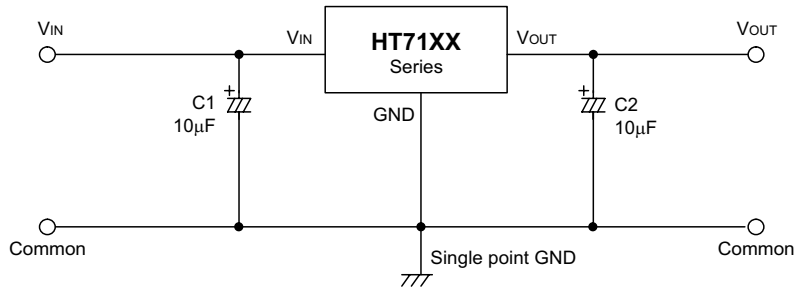 VIN
VIN
HT71XX
Series
VOUT
VOUT
C1
10μF
+
GND
+
C2
10μF
Common
Single point GND
Common